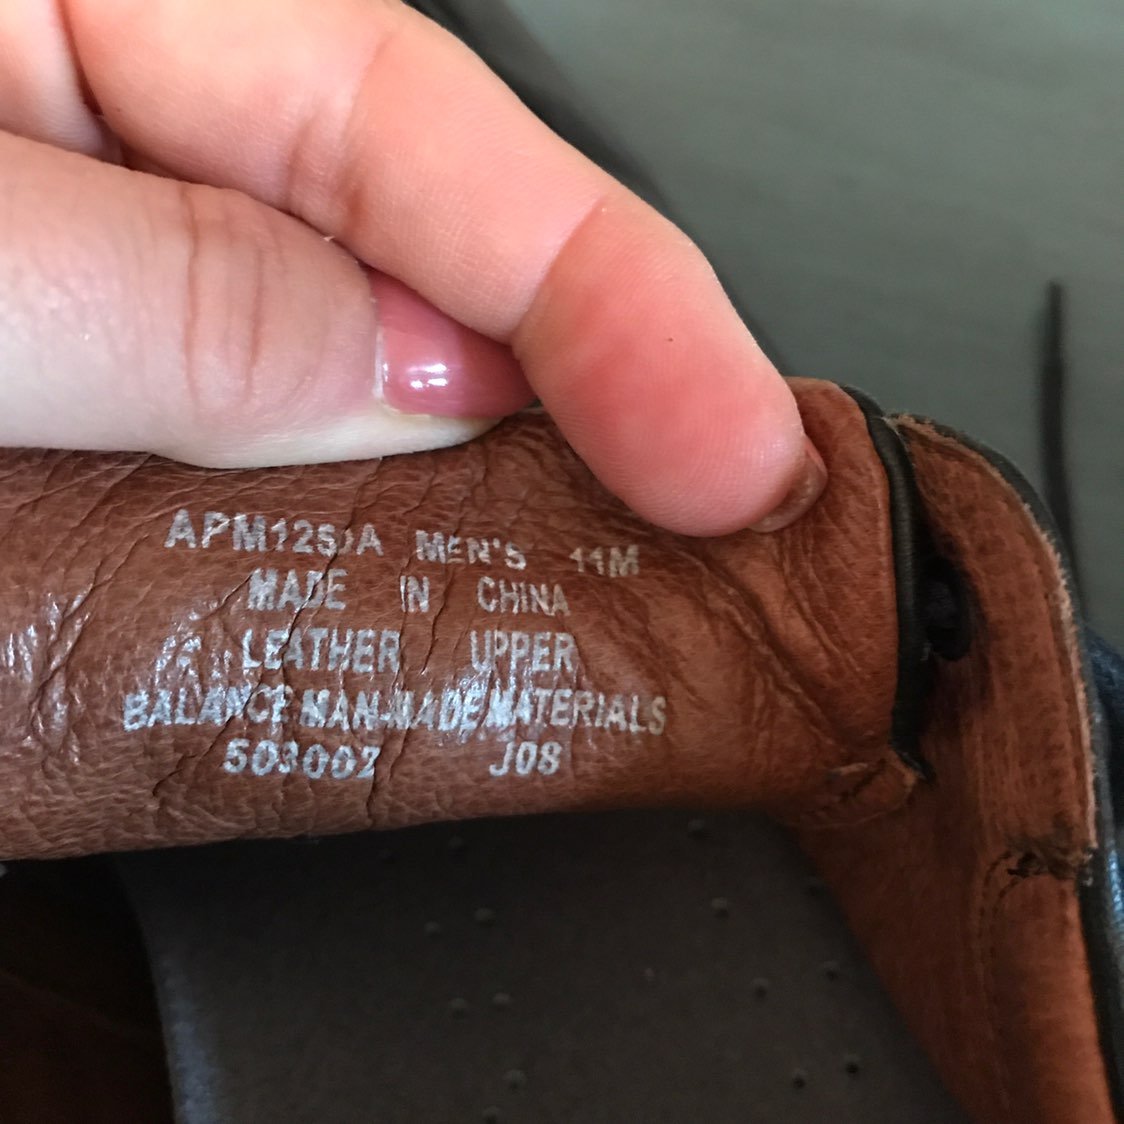 MEN'S 11M
MADE IN CHINA
LEATHER UPPER
BALANCE MAN-MADE MATERIALS
503002 J08